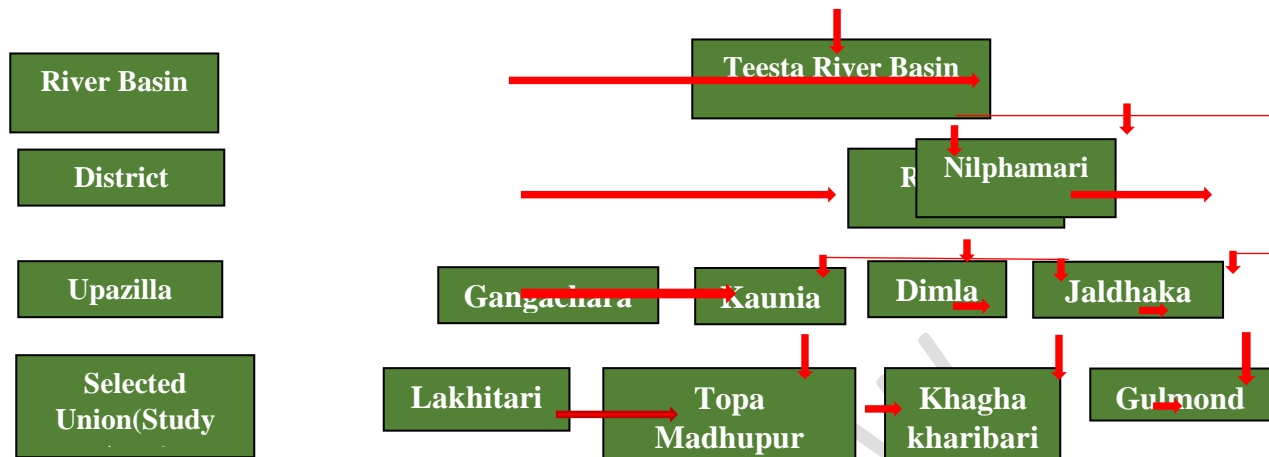 River Basin
Teesta River Basin
District
Nilphamari
Upazilla
Gangachara
Kaunia
Dimla
Jaldhaka
Selected
Union(Study
Lakhitari
Topa
Madhupur
Khagha
kharibari
Gulmond